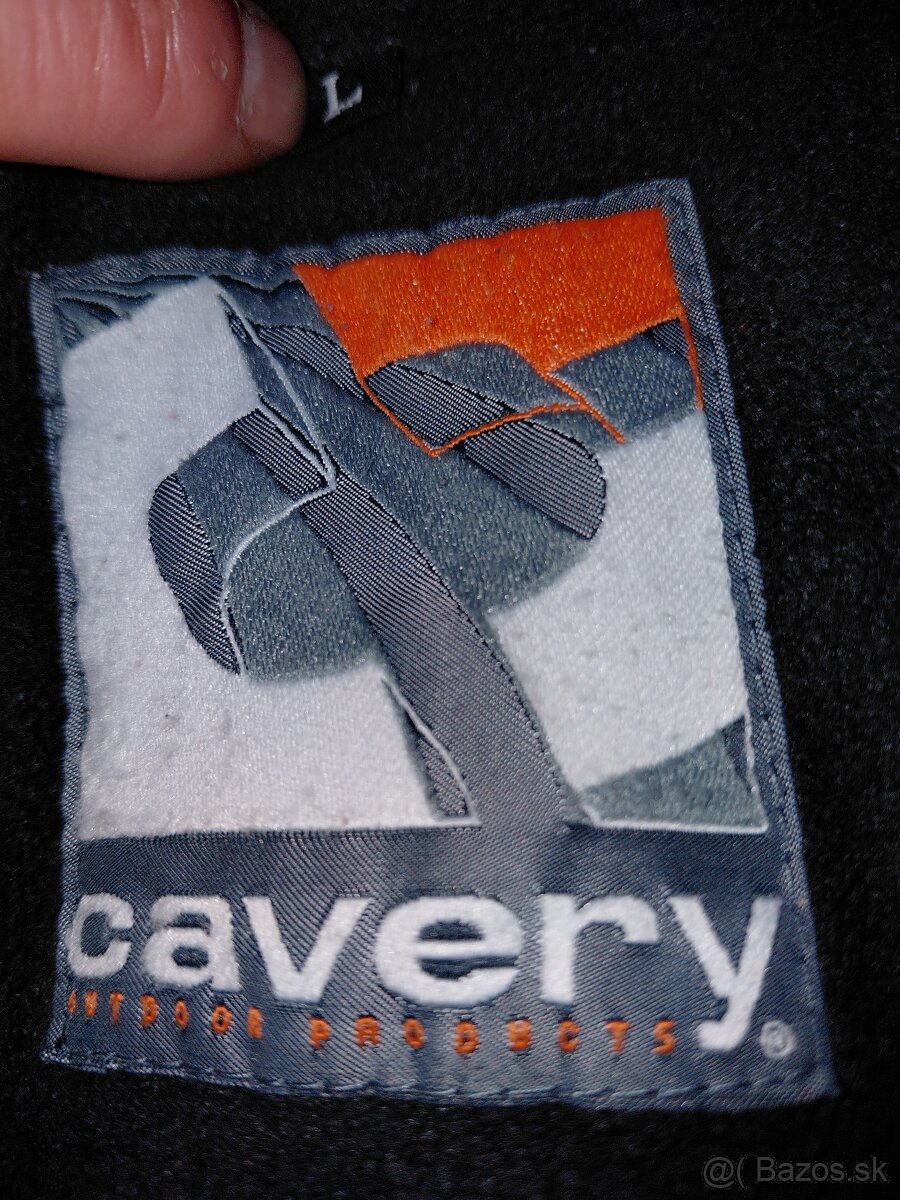 L
cavery®
OUTDOOR PRODUCTS
@( Bazos.sk